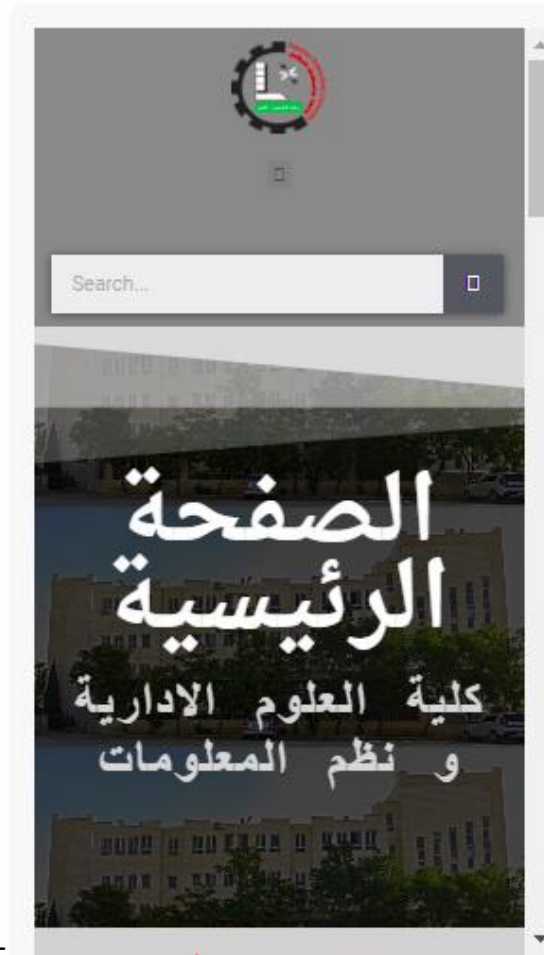 Search...
الصفحة
الرئيسية
كلية العلوم الادارية
و نظم المعلومات